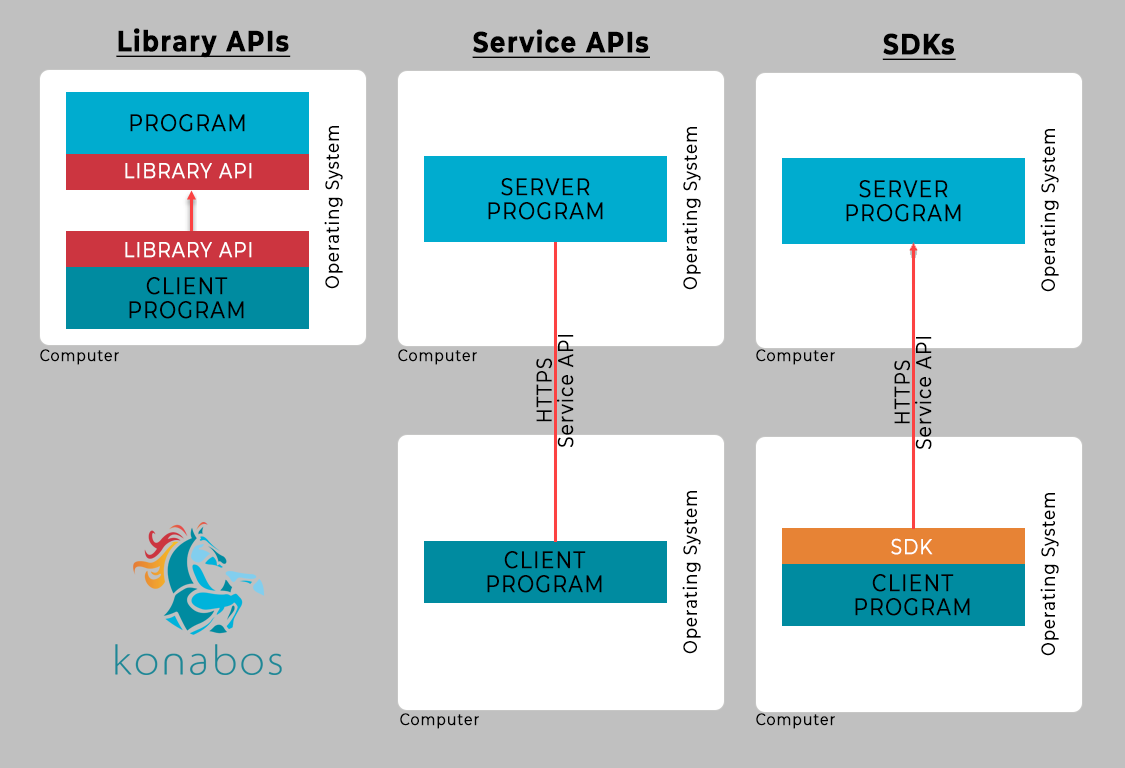 Library APIs
PROGRAM
LIBRARY API
LIBRARY API
CLIENT
PROGRAM
Operating System
Computer
Service APIs
SERVER
PROGRAM
Operating System
Computer
HTTPS
Service API
CLIENT
PROGRAM
Operating System
Computer
SDKs
SERVER
PROGRAM
Operating System
Computer
HTTPS
Service API
SDK
CLIENT
PROGRAM
Operating System
Computer
konabos